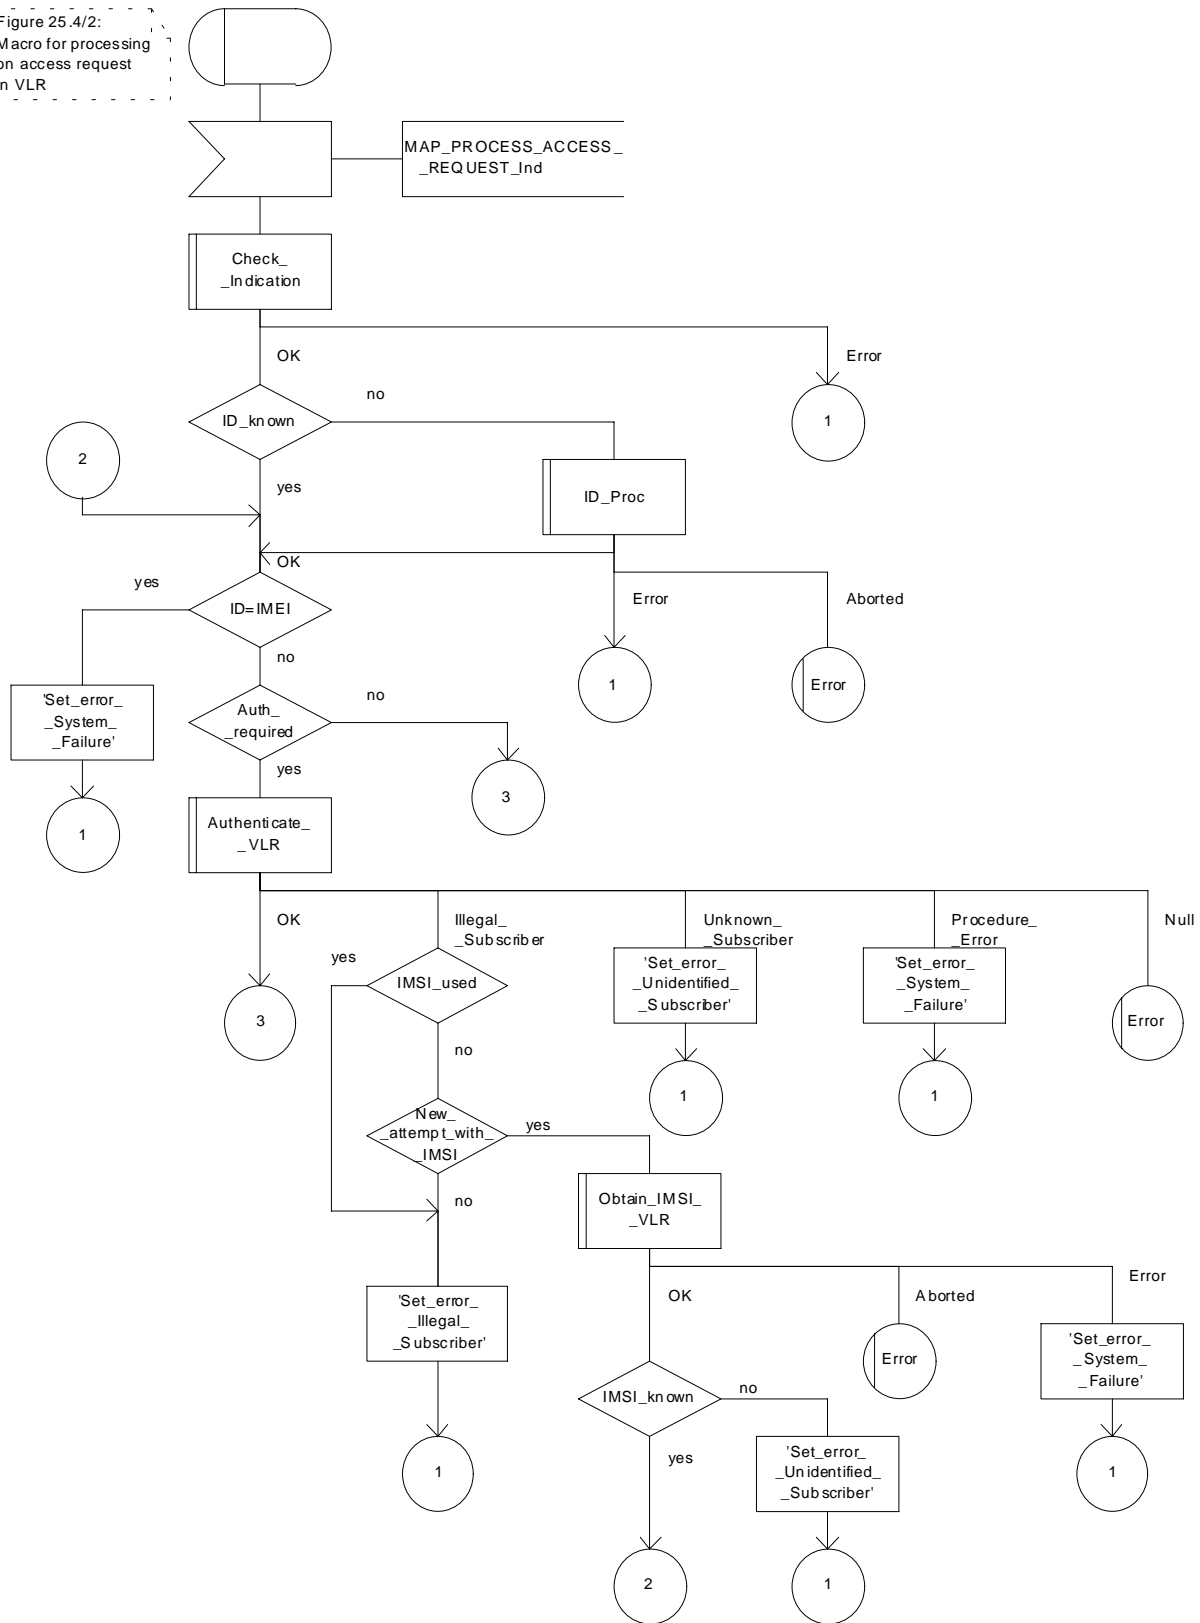 Figure 25.4/2:
Macro for processing
on access request
in VLR
MAP_PROCESS_ACCESS_
_REQUEST_Ind
Check_
_Indication
OK
Error
1
ID_known
no
2
yes
ID_Proc
OK
yes
ID=IMEI
Error
Aborted
no
1
Error
'Set_error_
_System_
_Failure'
Auth_
_required
no
yes
3
1
Authenticate_
_VLR
OK
Illegal_
_Subscriber
Unknown_
_Subscriber
Procedure_
_Error
Null
yes
IMSI_used
'Set_error_
_Unidentified_
_Subscriber'
'Set_error_
_System_
_Failure'
3
Error
no
1
1
New_
_attempt_with_
_IMSI
yes
no
Obtain_IMSI_
_VLR
'Set_error_
_Illegal_
_Subscriber'
OK
Aborted
Error
Error
'Set_error_
_System_
_Failure'
IMSI_known
no
1
yes
'Set_error_
_Unidentified_
_Subscriber'
1
2
1